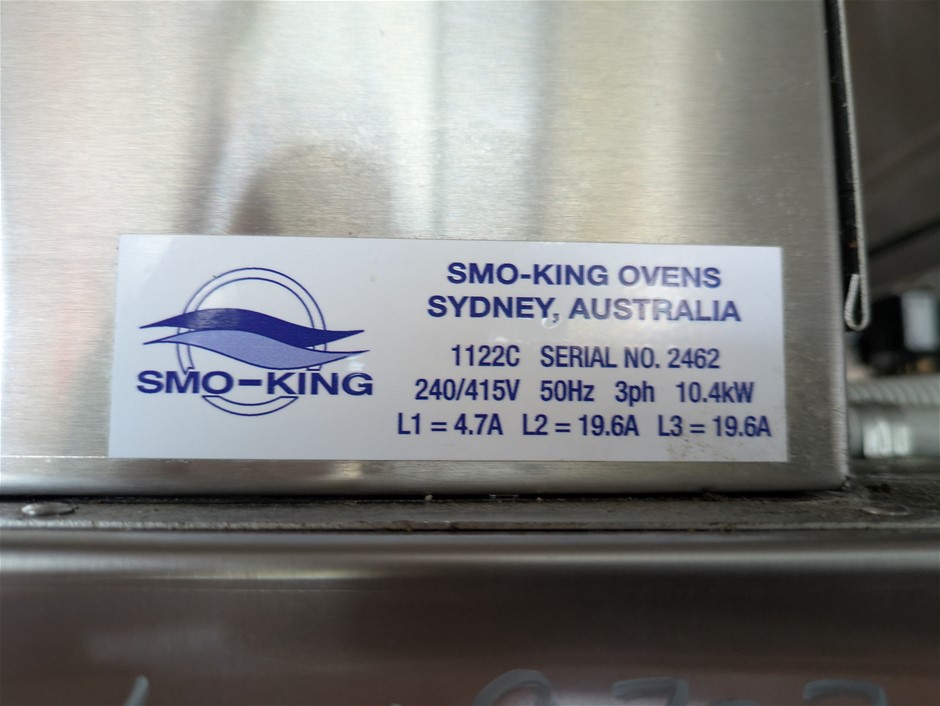 SMO-KING
SMO-KING OVENS
SYDNEY, AUSTRALIA
1122C SERIAL NO. 2462
240/415V 50Hz 3ph 10.4kW
L1 = 4.7A L2 = 19.6A L3 = 19.6A